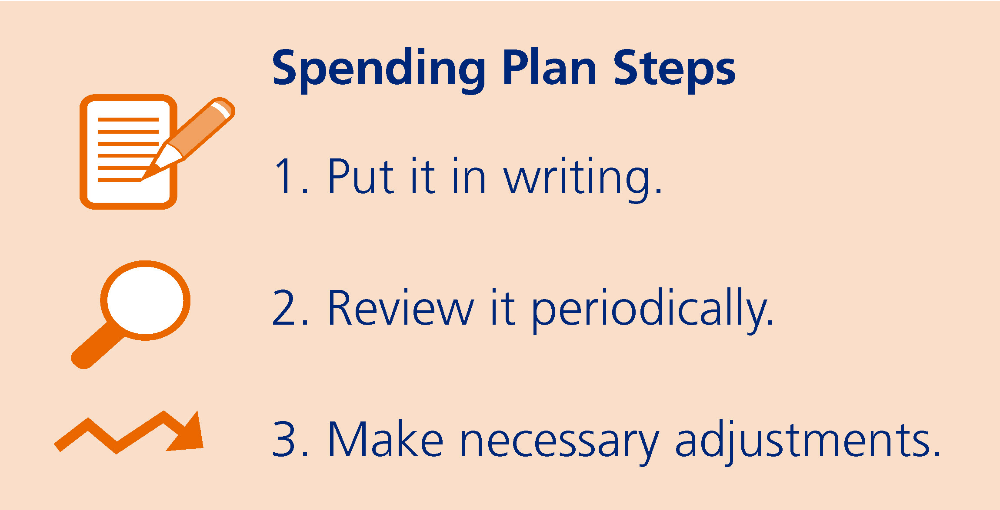 Spending Plan Steps
1. Put it in writing.
2. Review it periodically.
3. Make necessary adjustments.